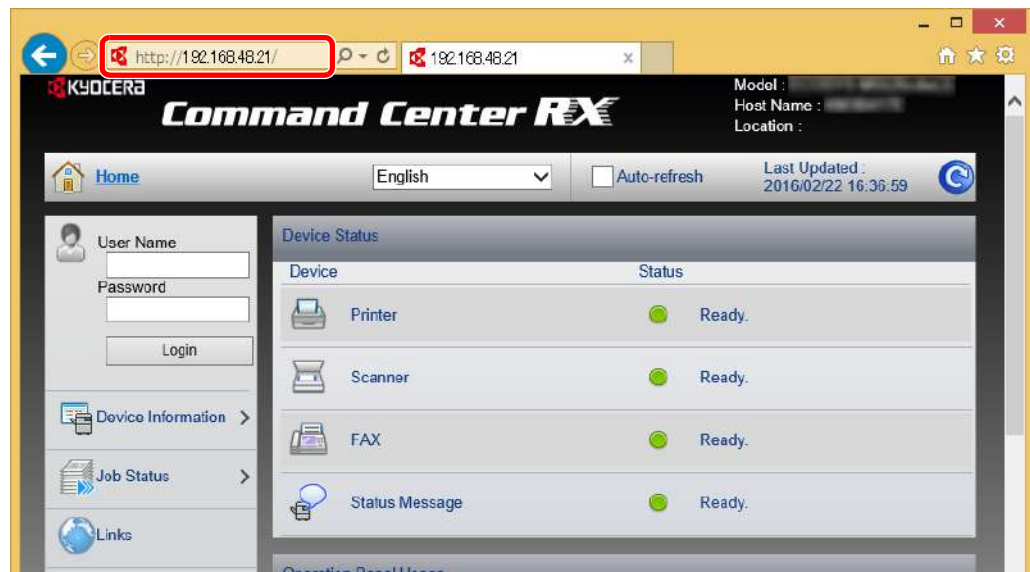 http://192.168.48.21/
192.168.48.21
KYOCERA
Command Center RX
Model :
Host Name :
Location :
Home
English
Auto-refresh
Last Updated :
2016/02/22 16:36:59
User Name
Password
Login
Device Information
Job Status
Links
Device Status
Device Status
Printer Ready.
Scanner Ready.
FAX Ready.
Status Message Ready.